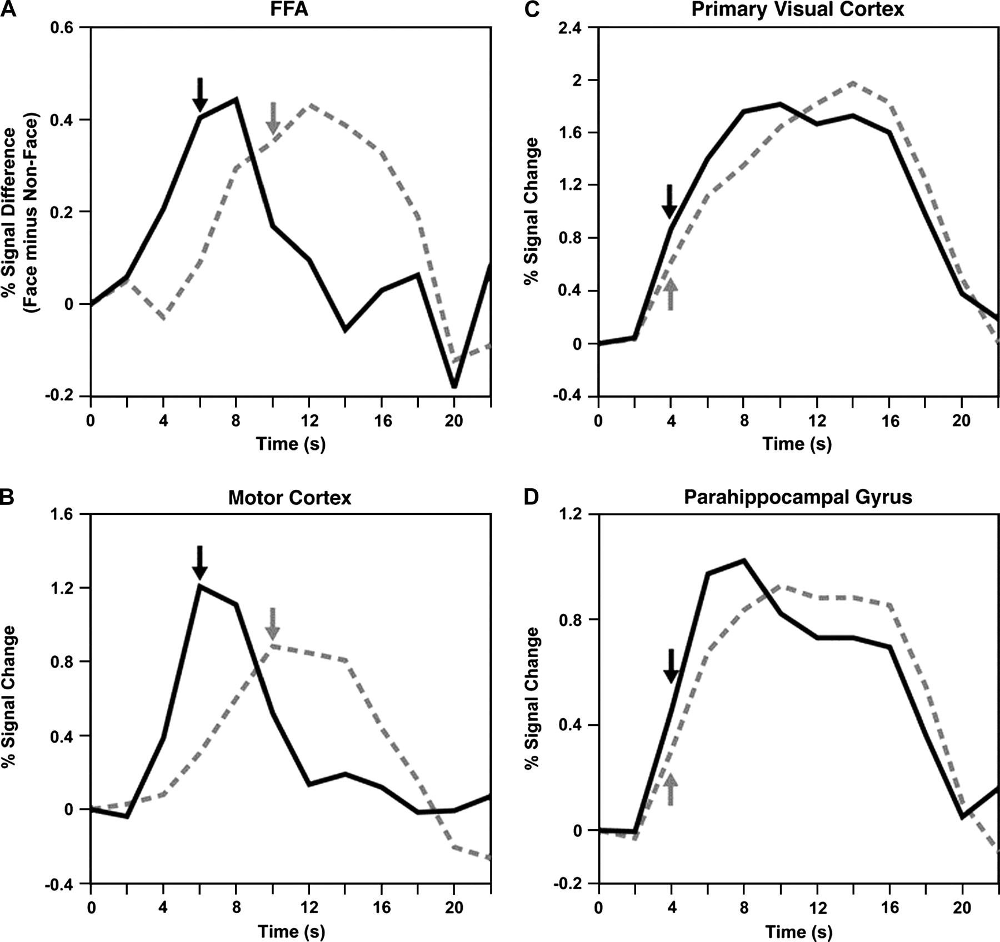 A
FFA
0.6
0.4
0.2
0
-0.2
% Signal Difference
(Face minus Non-Face)
0 4 8 12 16 20
Time (s)
C
Primary Visual Cortex
2.4
2
1.6
1.2
0.8
0.4
0
-0.4
% Signal Change
0 4 8 12 16 20
Time (s)
B
Motor Cortex
1.6
1.2
0.8
0.4
0
-0.4
% Signal Change
0 4 8 12 16 20
Time (s)
D
Parahippocampal Gyrus
1.2
0.8
0.4
0
-0.2
% Signal Change
0 4 8 12 16 20
Time (s)